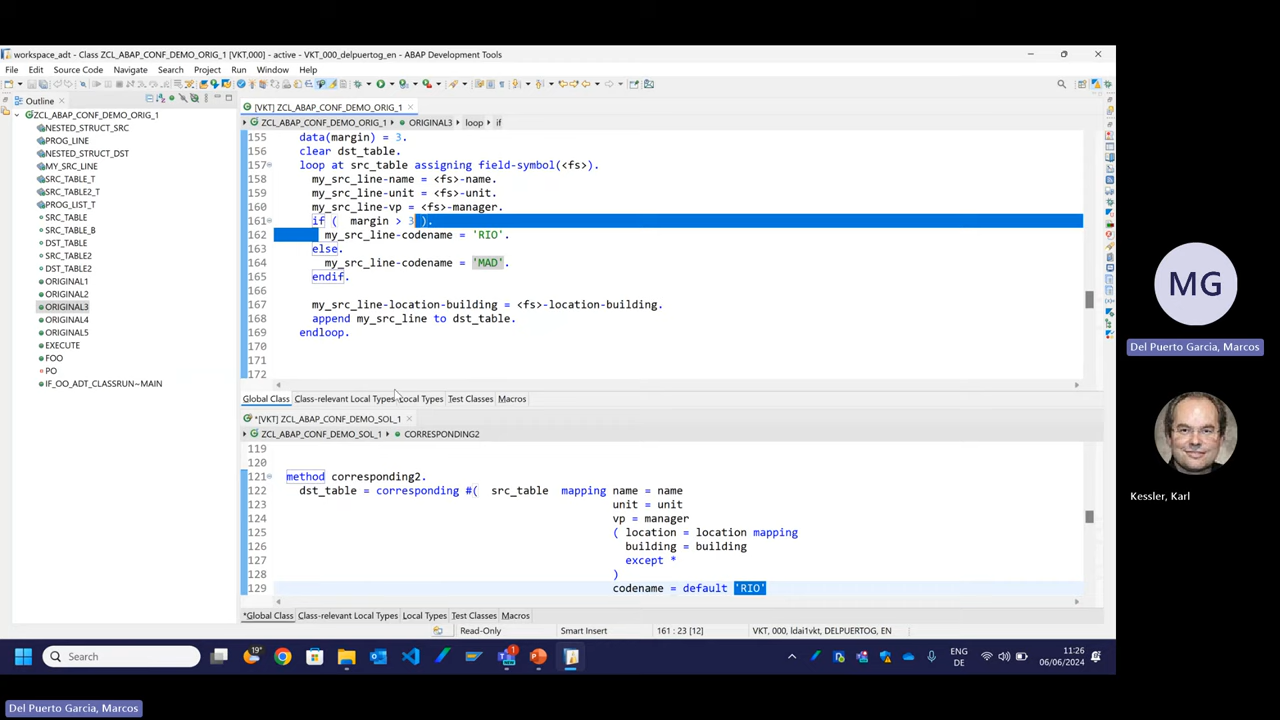 workspace_adt - Class ZCL_ABAP_CONF_DEMO_ORIG_1 [VKT,000] - active - VKT_000_delpuertog_en - ABAP Development Tools
File Edit Source Code Navigate Search Project Run Window Help
Outline
ZCL_ABAP_CONF_DEMO_ORIG_1
NESTED_STRUCT_SRC
PROG_LINE
NESTED_STRUCT_DST
MY_SRC_LINE
SRC_TABLE_T
SRC_TABLE2_T
PROG_LIST_T
SRC_TABLE
SRC_TABLE_B
DST_TABLE
SRC_TABLE2
DST_TABLE2
ORIGINAL1
ORIGINAL2
ORIGINAL3
ORIGINAL4
ORIGINAL5
EXECUTE
FOO
PO
IF_OO_ADT_CLASSRUN~MAIN
[VKT] ZCL_ABAP_CONF_DEMO_ORIG_1
ZCL_ABAP_CONF_DEMO_ORIG_1 ORIGINAL3 loop if
155 data(margin) = 3.
156 clear dst_table.
157 loop at src_table assigning field-symbol(<fs>).
158 my_src_line-name = <fs>-name.
159 my_src_line-unit = <fs>-unit.
160 my_src_line-vp = <fs>-manager.
161 if ( margin > 3 ).
162 my_src_line-codename = 'RIO'.
163 else.
164 my_src_line-codename = 'MAD'.
165 endif.
166
167 my_src_line-location-building = <fs>-location-building.
168 append my_src_line to dst_table.
169 endloop.
170
171
172
Global Class Class-relevant Local Types Local Types Test Classes Macros
*[VKT] ZCL_ABAP_CONF_DEMO_SOL_1
ZCL_ABAP_CONF_DEMO_SOL_1 CORRESPONDING2
119
120
121 method corresponding2.
122 dst_table = corresponding #( src_table mapping name = name
123 unit = unit
124 vp = manager
125 ( location = location mapping
126 building = building
127 except *
128 )
129 codename = default 'RIO'
*Global Class Class-relevant Local Types Local Types Test Classes Macros
Read-Only Smart Insert 161 : 23 [12] VKT, 000, ldai1vkt, DELPUERTOG, EN
Search
19°
1
ENG
DE
11:26
06/06/2024
MG
Del Puerto Garcia, Marcos
Kessler, Karl
Del Puerto Garcia, Marcos